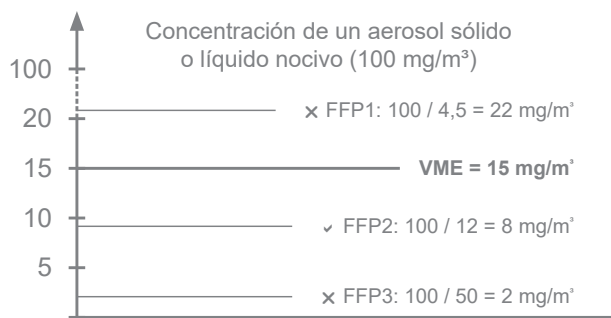 Concentración de un aerosol sólido
o líquido nocivo (100 mg/m³)
100
× FFP1: 100 / 4,5 = 22 mg/m³
20
15
VME = 15 mg/m³
10
✓ FFP2: 100 / 12 = 8 mg/m³
5
× FFP3: 100 / 50 = 2 mg/m³